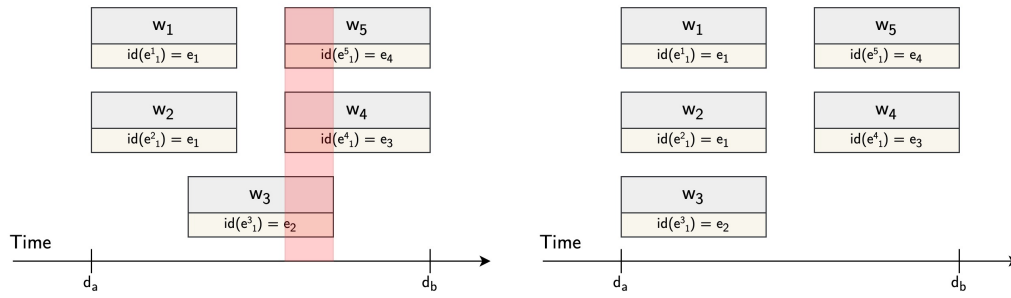 w₁ w₅ w₁ w₅
id(e¹₁) = e₁ id(e⁵₁) = e₄ id(e¹₁) = e₁ id(e⁵₁) = e₄
w₂ w₄ w₂ w₄
id(e²₁) = e₁ id(e⁴₁) = e₃ id(e²₁) = e₁ id(e⁴₁) = e₃
w₃ w₃
id(e³₁) = e₂ id(e³₁) = e₂
Time Time
dₐ d_b dₐ d_b